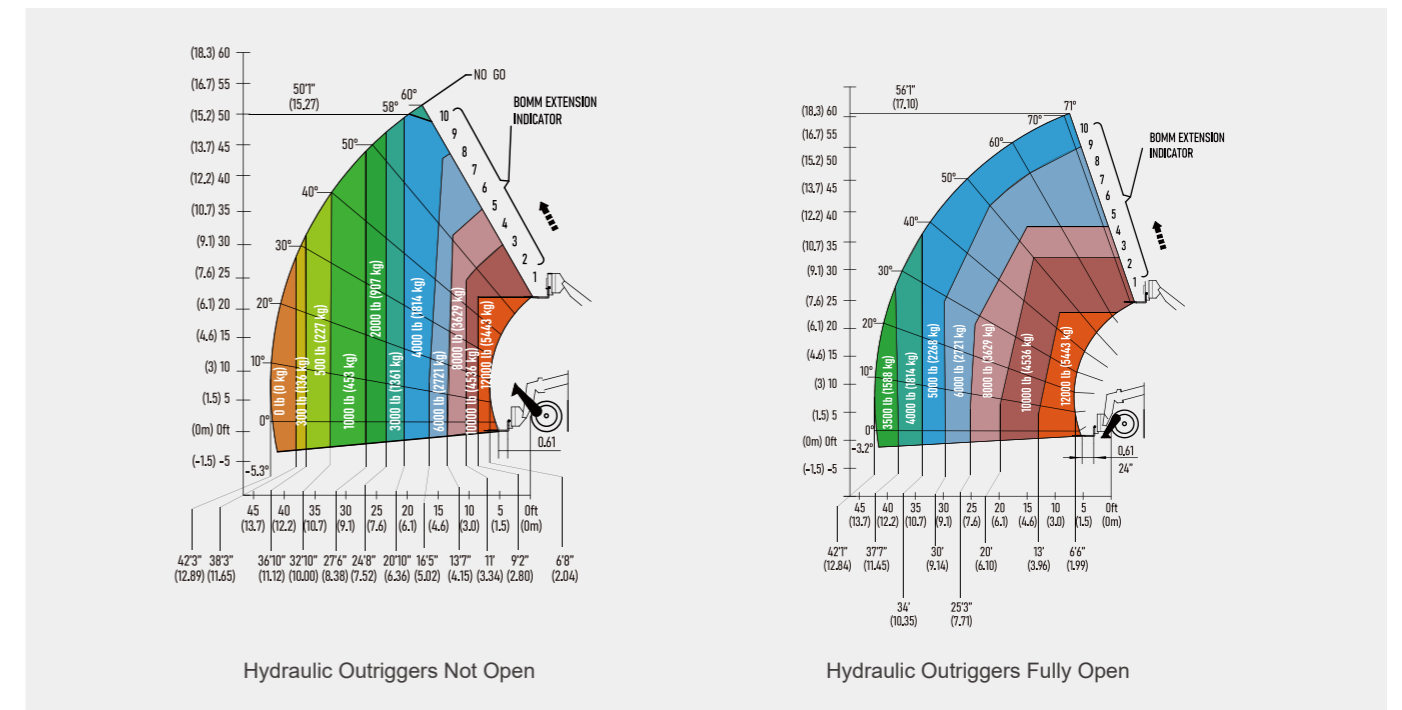 (18.3) 60
(16.7) 55
(15.2) 50
(13.7) 45
(12.2) 40
(10.7) 35
(9.1) 30
(7.6) 25
(6.1) 20
(4.6) 15
(3) 10
(1.5) 5
(0m) 0ft
(-1.5) -5
50'1"
(15,27)
NO GO
60°
58°
50°
40°
30°
20°
10°
0°
-5.3°
BOMM EXTENSION
INDICATOR
10
9
8
7
6
5
4
3
2
1
0 lb (0 kg)
300 lb (136 kg)
500 lb (227 kg)
1000 lb (453 kg)
2000 lb (907 kg)
3000 lb (1361 kg)
4000 lb (1814 kg)
6000 lb (2721 kg)
8000 lb (3629 kg)
10000 lb (4536 kg)
12000 lb (5443 kg)
0.61
45 40 35 30 25 20 15 10 5 0ft
(13.7) (12.2) (10.7) (9.1) (7.6) (6.1) (4.6) (3.0) (1.5) (0m)
42'3" 38'3" 36'10" 32'10" 27'6" 24'8" 20'10" 16'5" 13'7" 11' 9'2" 6'8"
(12.89) (11.65) (11.12) (10.00) (8.38) (7.52) (6.36) (5.02) (4.15) (3.34) (2.80) (2.04)
Hydraulic Outriggers Not Open
(18.3) 60
(16.7) 55
(15.2) 50
(13.7) 45
(12.2) 40
(10.7) 35
(9.1) 30
(7.6) 25
(6.1) 20
(4.6) 15
(3) 10
(1.5) 5
(0m) 0ft
(-1.5) -5
56'1"
(17.10)
71°
70°
60°
50°
40°
30°
20°
10°
0°
-3.2°
BOMM EXTENSION
INDICATOR
10
9
8
7
6
5
4
3
2
1
3500 lb (1588 kg)
4000 lb (1814 kg)
5000 lb (2268 kg)
6000 lb (2721 kg)
8000 lb (3629 kg)
10000 lb (4536 kg)
12000 lb (5443 kg)
0.61
24"
45 40 35 30 25 20 15 10 5 0ft
(13.7) (12.2) (10.7) (9.1) (7.6) (6.1) (4.6) (3.0) (1.5) (0m)
42'1" 37'7" 30' 20' 13' 6'6"
(12.84) (11.45) (9.14) (6.10) (3.96) (1.99)
34' 25'3"
(10.35) (7.71)
Hydraulic Outriggers Fully Open